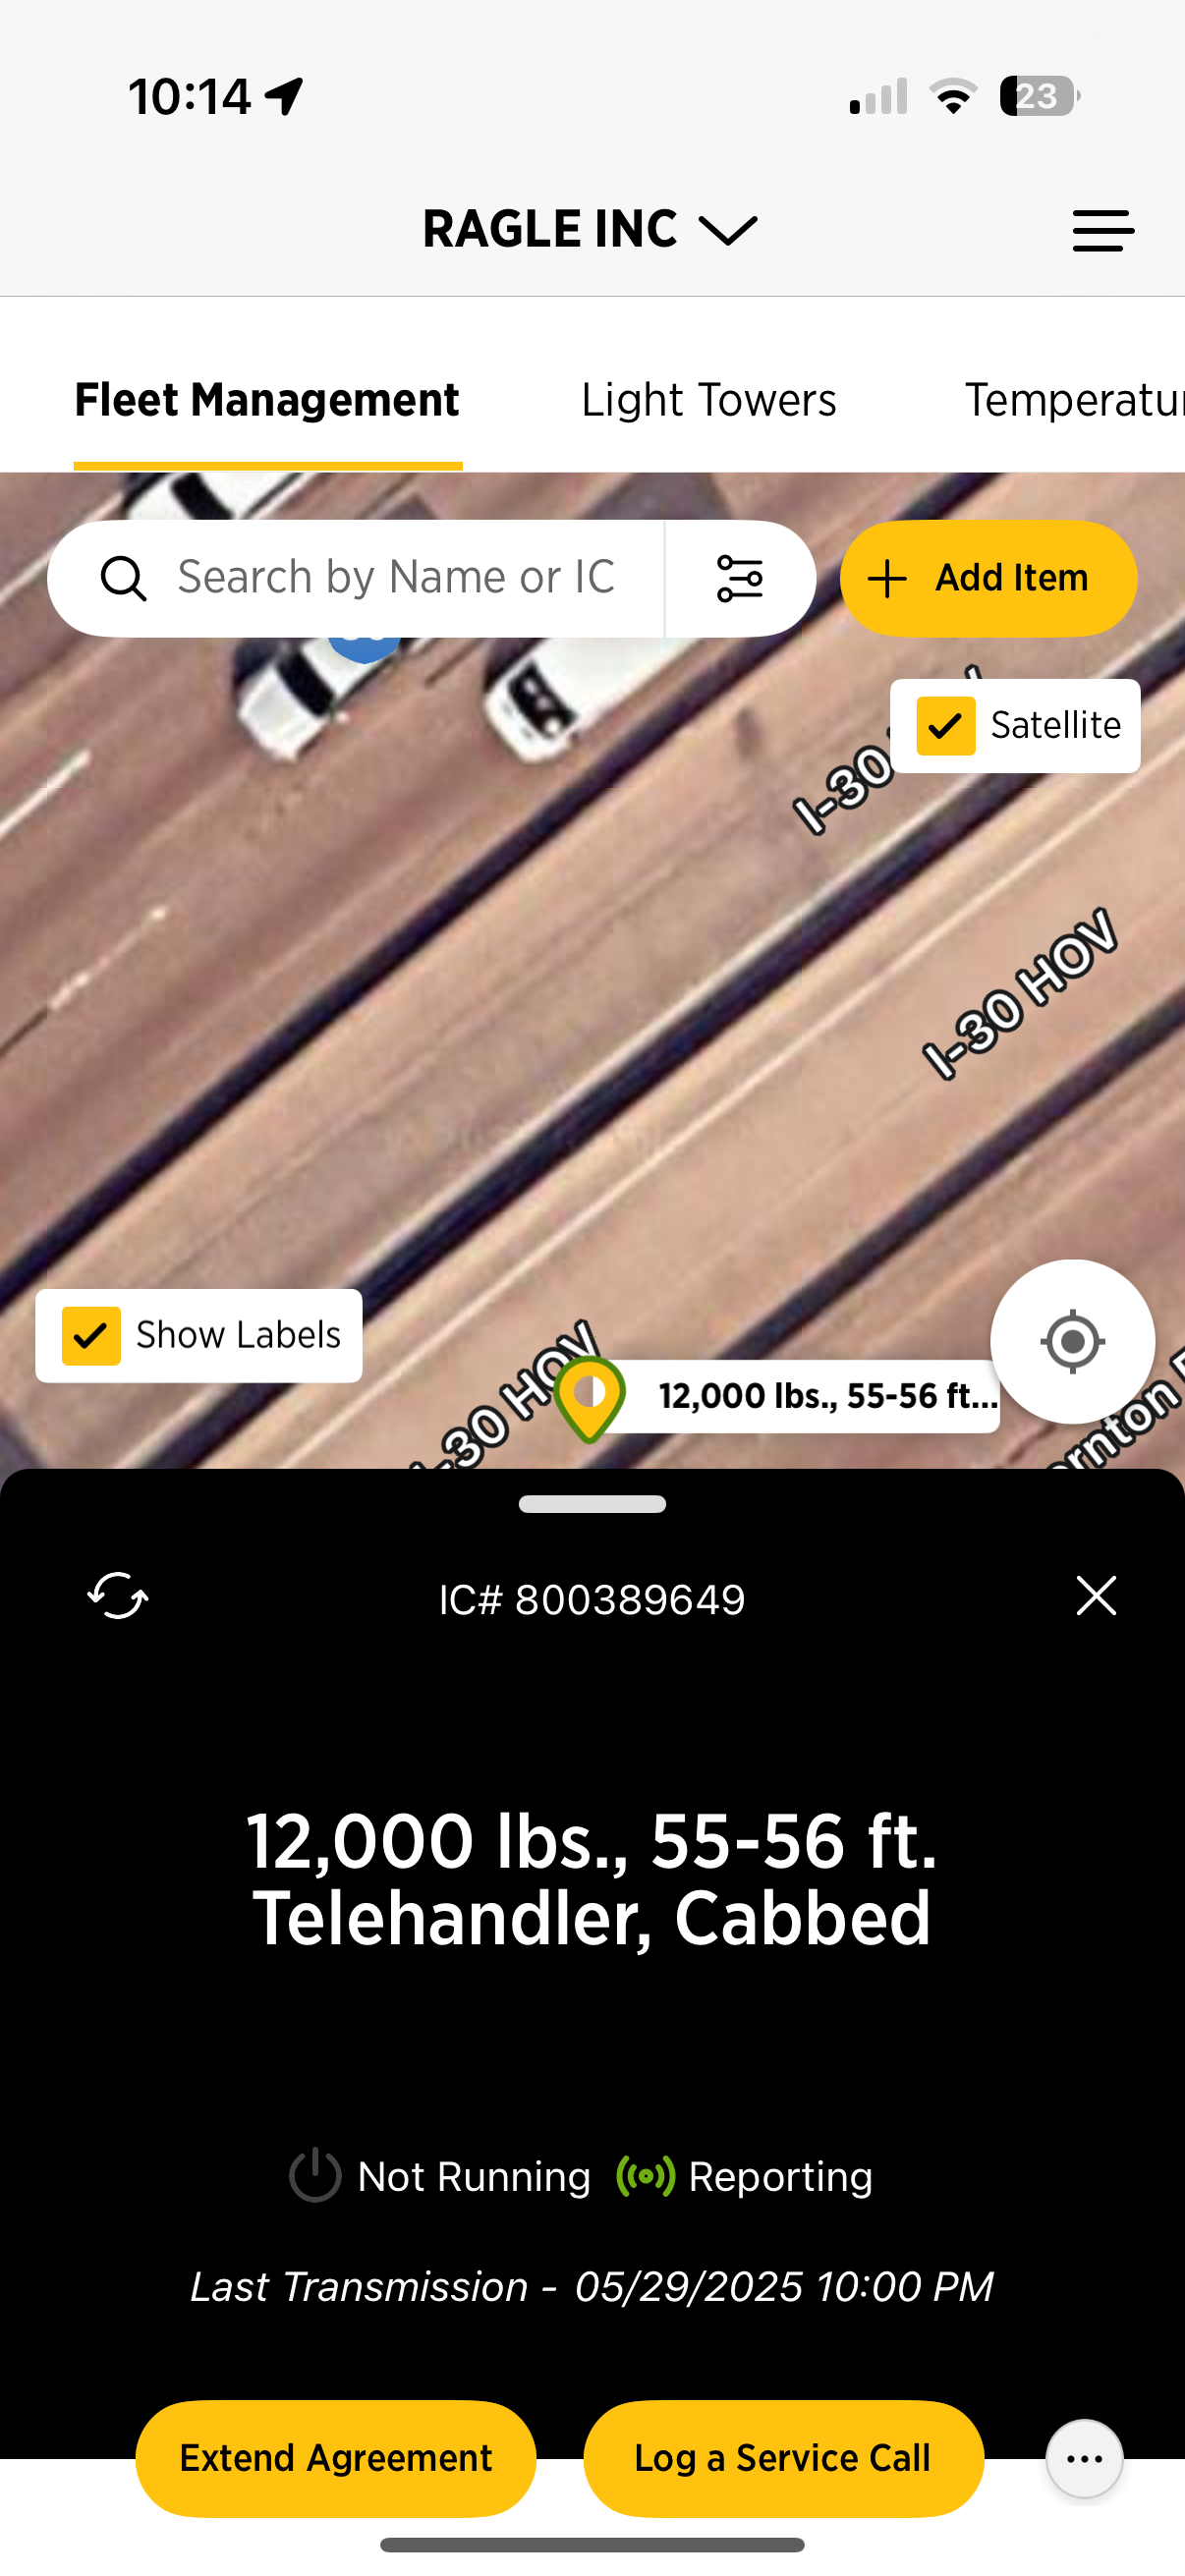 10:14
23
RAGLE INC
Fleet Management
Light Towers
Temperatur
Search by Name or IC
Add Item
Satellite
I-30
I-30 HOV
Show Labels
I-30 HOV
12,000 lbs., 55-56 ft...
IC# 800389649
12,000 lbs., 55-56 ft.
Telehandler, Cabbed
Not Running
Reporting
Last Transmission - 05/29/2025 10:00 PM
Extend Agreement
Log a Service Call